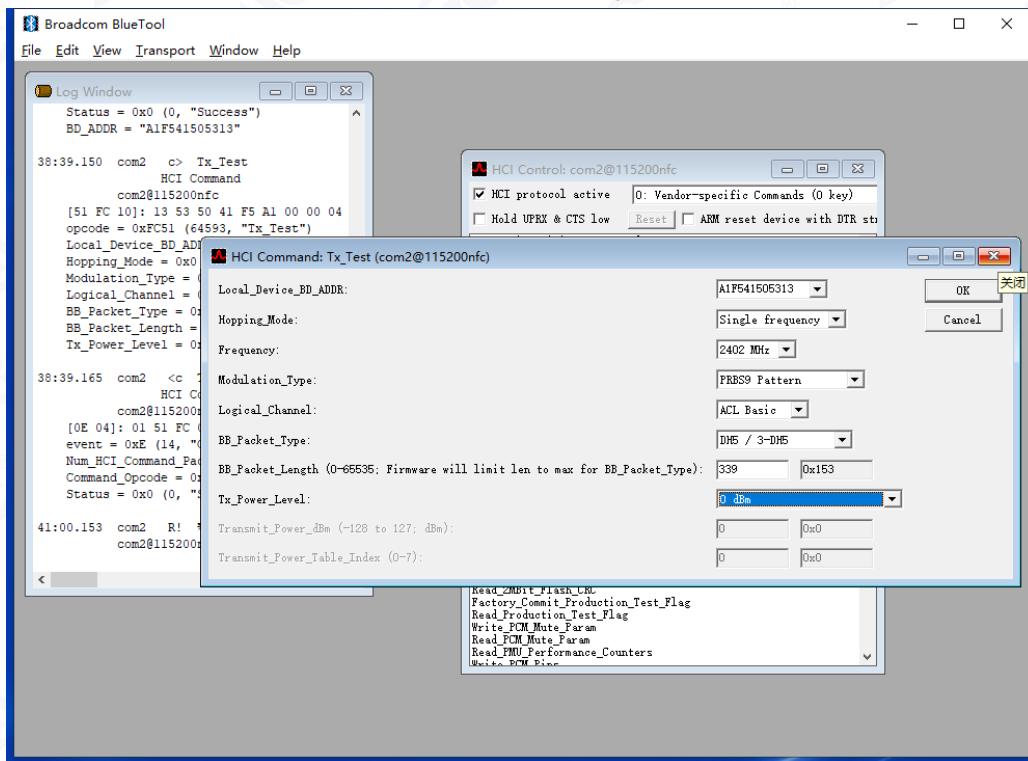 Broadcom BlueTool
File Edit View Transport Window Help
Log Window
Status = 0x0 (0, "Success")
BD_ADDR = "A1F541505313"
38:39.150 com2 c> Tx_Test
HCI Command
com2@115200nfc
[51 FC 10]: 13 53 50 41 F5 A1 00 00 04
opcode = 0xFC51 (64593, "Tx_Test")
Local_Device_BD_AD
Hopping_Mode = 0x0
Modulation_Type =
Logical_Channel =
BB_Packet_Type = 0
BB_Packet_Length =
Tx_Power_Level = 0
38:39.165 com2 <c
HCI C
com2@115200
[0E 04]: 01 51 FC
event = 0xE (14, "
Num_HCI_Command_Pa
Command_Opcode = 0
Status = 0x0 (0, "
41:00.153 com2 R!
com2@115200
HCI Control: com2@115200nfc
HCI protocol active 0: Vendor-specific Commands (0 key)
Hold UPRX & CTS low Reset ARM reset device with DTR st
HCI Command: Tx_Test (com2@115200nfc)
关闭
Local_Device_BD_ADDR: A1F541505313 OK
Hopping_Mode: Single frequency Cancel
Frequency: 2402 MHz
Modulation_Type: PRBS9 Pattern
Logical_Channel: ACL Basic
BB_Packet_Type: DH5 / 3-DH5
BB_Packet_Length (0-65535; Firmware will limit len to max for BB_Packet_Type): 339 0x153
Tx_Power_Level: 0 dBm
Transmit_Power_dBm (-128 to 127; dBm): 0 0x0
Transmit_Power_Table_Index (0-7): 0 0x0
Read_2MBit_Flash_CRC
Factory_Commit_Production_Test_Flag
Read_Production_Test_Flag
Write_PCM_Mute_Param
Read_PCM_Mute_Param
Read_PMU_Performance_Counters
Write_PCM_Pins